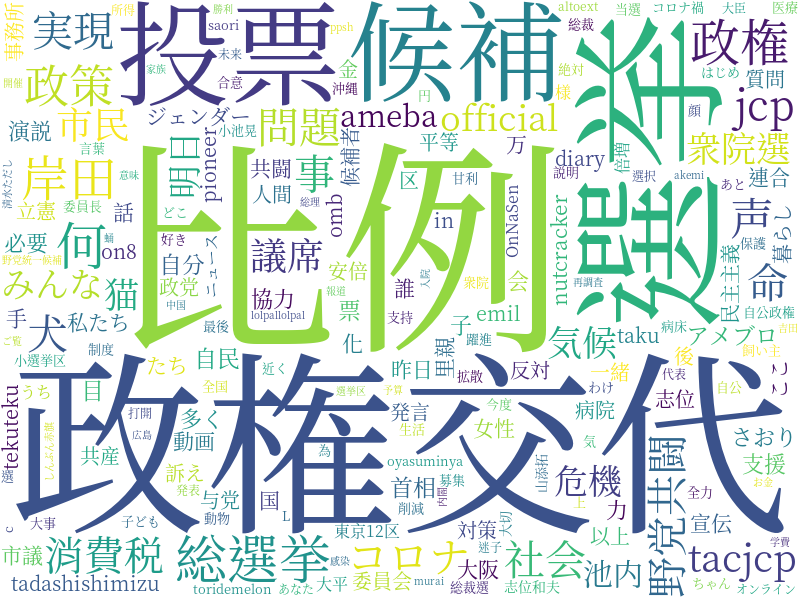 事務所
所得
勝利
saori
未来
ppsh
総裁
altoext
当選
コロナ禍
大臣
医療
実現
投票
候補
選挙
政権
開催
家族
合意
沖縄
金
絶対
はじめ
質問
政策
ジェンダー
ameba
円
様
顔
jcp
演説
市民
小池晃
問題
official
平等
言葉
pioneer
候補者
万
衆院選
清水ただし
意味
岸田
明日
共闘
事
区
diary
甘利
説明
倍増
選択
akemi
あと
連合
委員長
立憲
どこ
人間
総理
omb
in
OnNaSen
声
暮らし
話
比例
必要
何
on8
好き
蛹
議席
nutcracker
民主主義
保護
野党統一候補
自分
ニュース
安倍
会
誰
衆院
再調査
命
みんな
猫
政党
報道
入院
中国
協力
票
emil
病床
自公政権
手
犬
私たち
lolpallolpal
支持
子
躍進
taku
アメブロ
吉田
ご覧
制度
最後
化
気候
飼い主
小選挙区
たち
自民
昨日
里親
一緒
後
ここ
tekuteku
うち
目
全国
近く
拡散
反対
わけ
代表
自公
しんぶん赤旗
打開
選挙区
予算
今度
病院
志位
さおり
共産
多く
広島
動画
発言
生活
女性
気
野党共闘
選
政権交代
訴え
為
oyasuminya
山添拓
支援
発表
与党
国
首相
募集
危機
力
全力
お金
c
大事
子ども
動物
L
削減
内閣
上
大切
以上
宣伝
市議
消費税
総選挙
東京12区
対策
コロナ
感染
迷子
社会
池内
tacjcp
学費
tadashishimizu
toridemelon
あなた
大平
委員会
murai
総裁選
大阪
志位和夫
ちゃん
オンライン